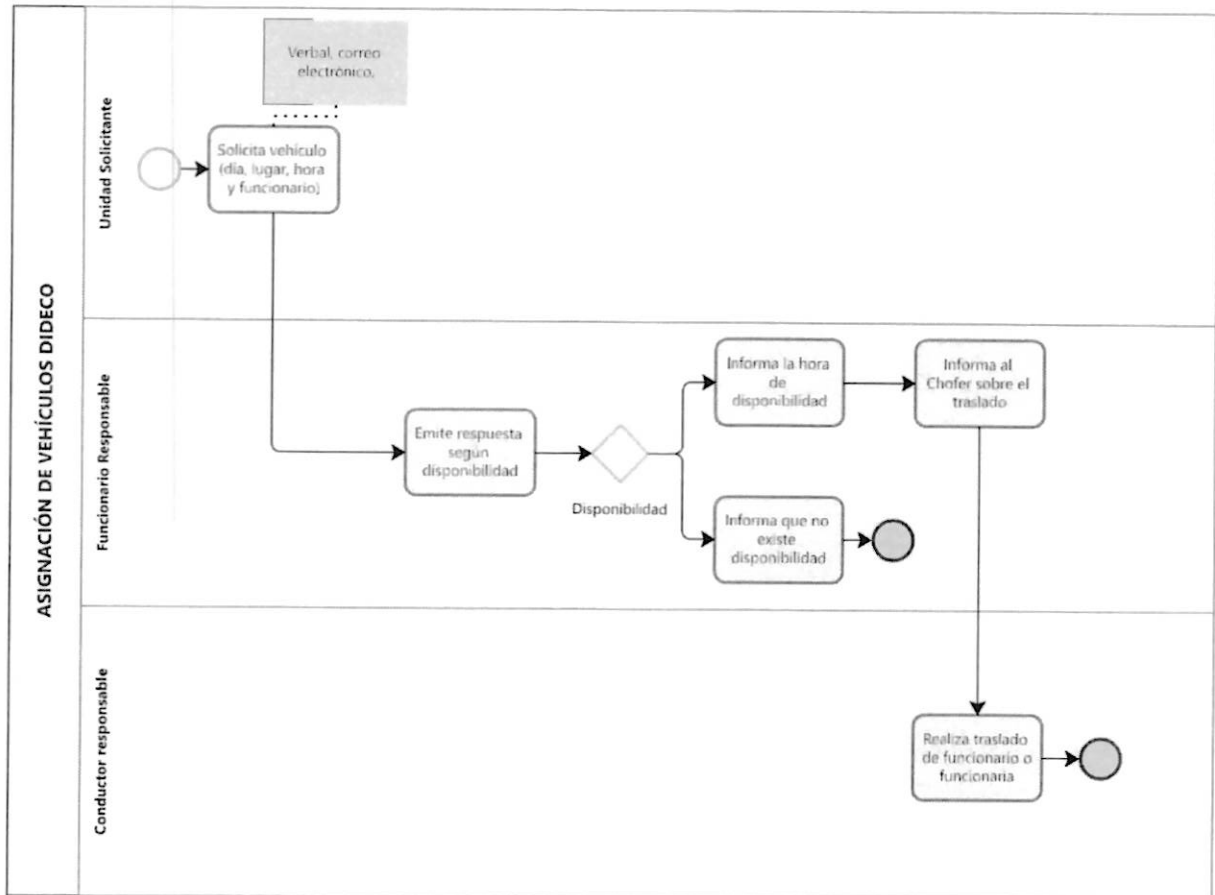 ASIGNACIÓN DE VEHÍCULOS DIDECO
Unidad Solicitante
Verbal, correo
electrónico,
Solicita vehículo
(día, lugar, hora
y funcionario)
Funcionario Responsable
Emite respuesta
según
disponibilidad
Disponibilidad
Informa la hora
de
disponibilidad
Informa al
Chofer sobre el
traslado
Informa que no
existe
disponibilidad
Conductor responsable
Realiza traslado
de funcionario o
funcionaria